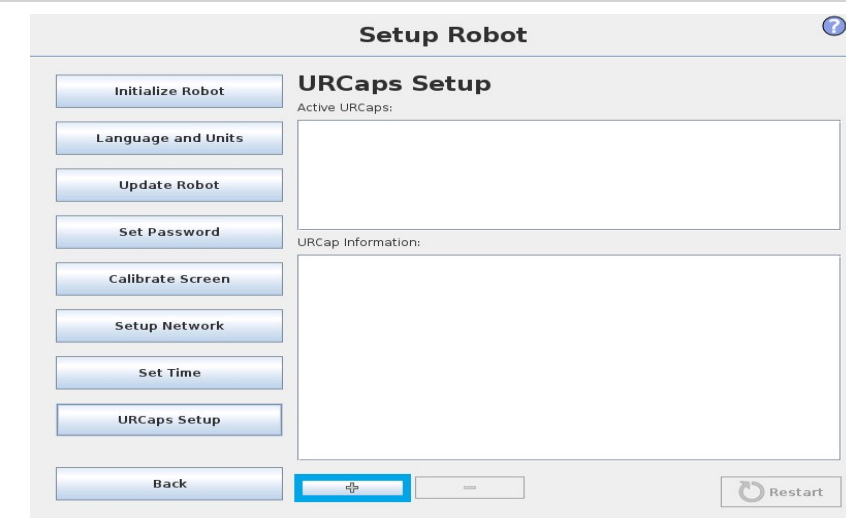 Setup Robot
?
Initialize Robot
Language and Units
Update Robot
Set Password
Calibrate Screen
Setup Network
Set Time
URCaps Setup
Back
URCaps Setup
Active URCaps:
URCap Information:
Restart